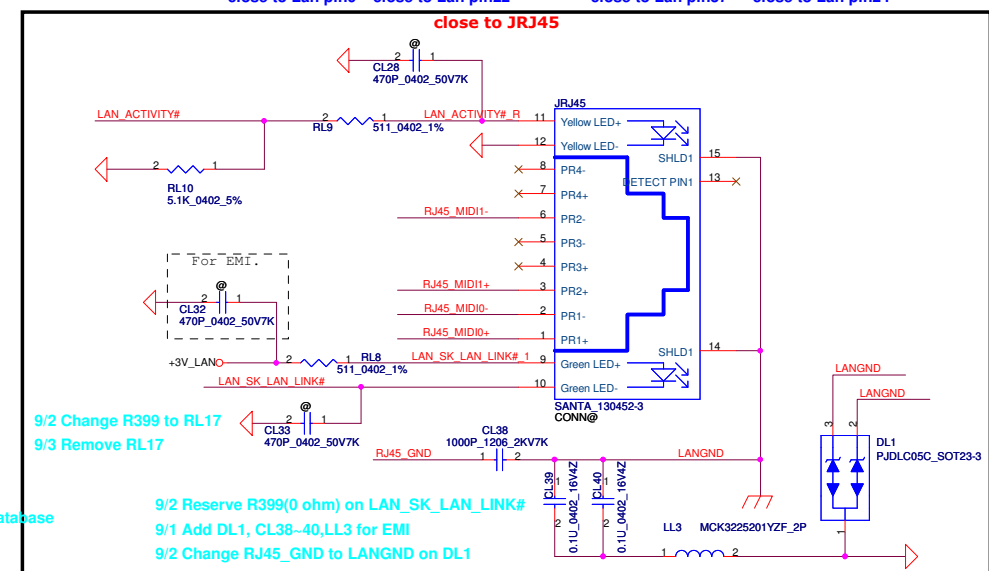 close to JRJ45
@
2 1
CL28
470P_0402_50V7K
JRJ45
LAN_ACTIVITY#
2 1
LAN_ACTIVITY#_R
11
Yellow LED+
RL9
511_0402_1%
12
Yellow LED-
SHLD1
15
2 1
8
PR4-
DETECT PIN1
13
RL10
5.1K_0402_5%
7
PR4+
RJ45_MIDI1-
6
PR2-
5
PR3-
For EMI.
4
PR3+
@
RJ45_MIDI1+
3
PR2+
2 1
CL32
470P_0402_50V7K
RJ45_MIDI0-
2
PR1-
RJ45_MIDI0+
1
PR1+
SHLD1
14
+3V_LAN
2 1
RL8
511_0402_1%
LAN_SK_LAN_LINK#_1
9
Green LED+
LANGND
LAN_SK_LAN_LINK#
10
Green LED-
LANGND
@
SANTA_130452-3
CONN@
9/2 Change R399 to RL17
2 1
CL33
470P_0402_50V7K
9/3 Remove RL17
CL38
1000P_1206_2KV7K
3 2
DL1
PJDLC05C_SOT23-3
RJ45_GND
1 2
LANGND
CL39
1
2
0.1U_0402_16V4Z
CL40
1
2
0.1U_0402_16V4Z
9/2 Reserve R399(0 ohm) on LAN_SK_LAN_LINK#
atabase
9/1 Add DL1, CL38~40,LL3 for EMI
LL3
MCK3225201YZF_2P
1
9/2 Change RJ45_GND to LANGND on DL1
1 2